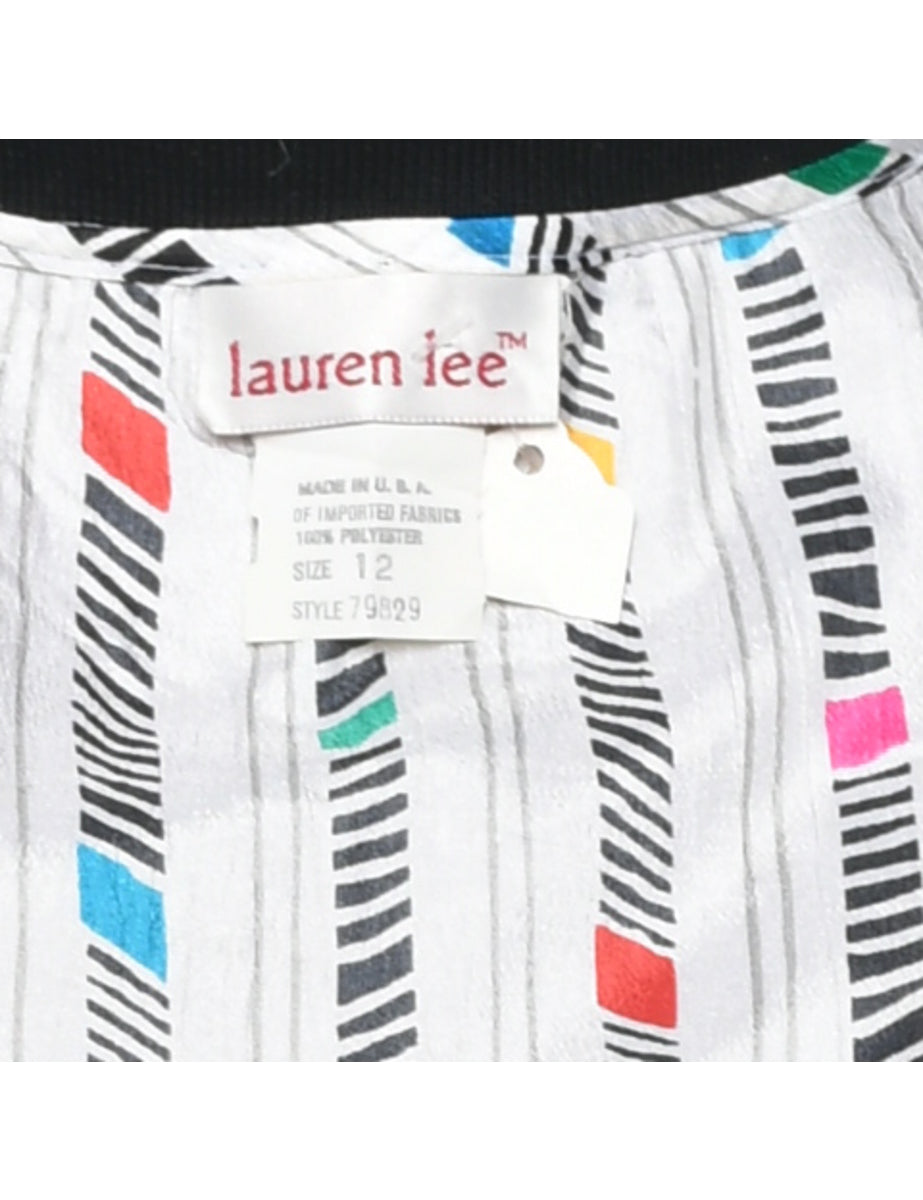 lauren lee™
MADE IN U.S.A.
OF IMPORTED FABRICS
100% POLYESTER
SIZE 12
STYLE 79829